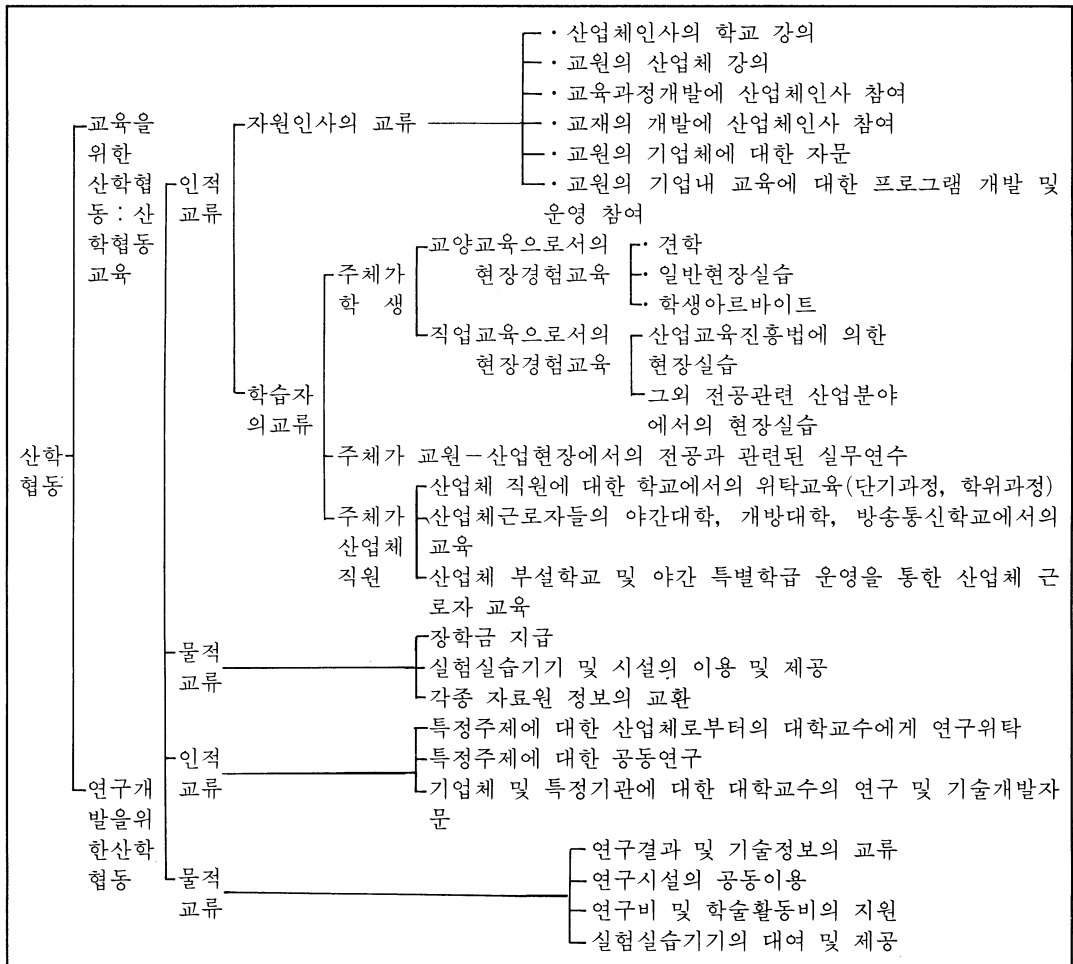 · 산업체인사의 학교 강의
· 교원의 산업체 강의
· 교육과정개발에 산업체인사 참여
교육을
위한
산학협
동 : 산
학협동
교육
자원인사의 교류
· 교재의 개발에 산업체인사 참여
· 교원의 기업체에 대한 자문
인적
교류
· 교원의 기업내 교육에 대한 프로그램 개발 및
운영 참여
주체가
학 생
교양교육으로서의
현장경험교육
· 견학
· 일반현장실습
· 학생아르바이트
직업교육으로서의
현장경험교육
산업교육진흥법에 의한
현장실습
그외 전공관련 산업분야
에서의 현장실습
학습자
의교류
산학
협동
주체가 교원－산업현장에서의 전공과 관련된 실무연수
주체가
산업체
직원
산업체 직원에 대한 학교에서의 위탁교육(단기과정, 학위과정)
산업체근로자들의 야간대학, 개방대학, 방송통신학교에서의
교육
산업체 부설학교 및 야간 특별학급 운영을 통한 산업체 근
로자 교육
물적
교류
장학금 지급
실험실습기기 및 시설의 이용 및 제공
각종 자료원 정보의 교환
연구개
발을위
한산학
협동
인적
교류
특정주제에 대한 산업체로부터의 대학교수에게 연구위탁
특정주제에 대한 공동연구
기업체 및 특정기관에 대한 대학교수의 연구 및 기술개발자
문
물적
교류
연구결과 및 기술정보의 교류
연구시설의 공동이용
연구비 및 학술활동비의 지원
실험실습기기의 대여 및 제공